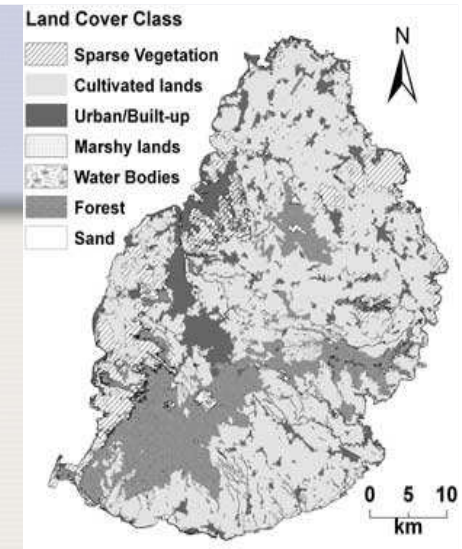 Land Cover Class
Sparse Vegetation
Cultivated lands
Urban/Built-up
Marshy lands
Water Bodies
Forest
Sand
N
0 5 10
km